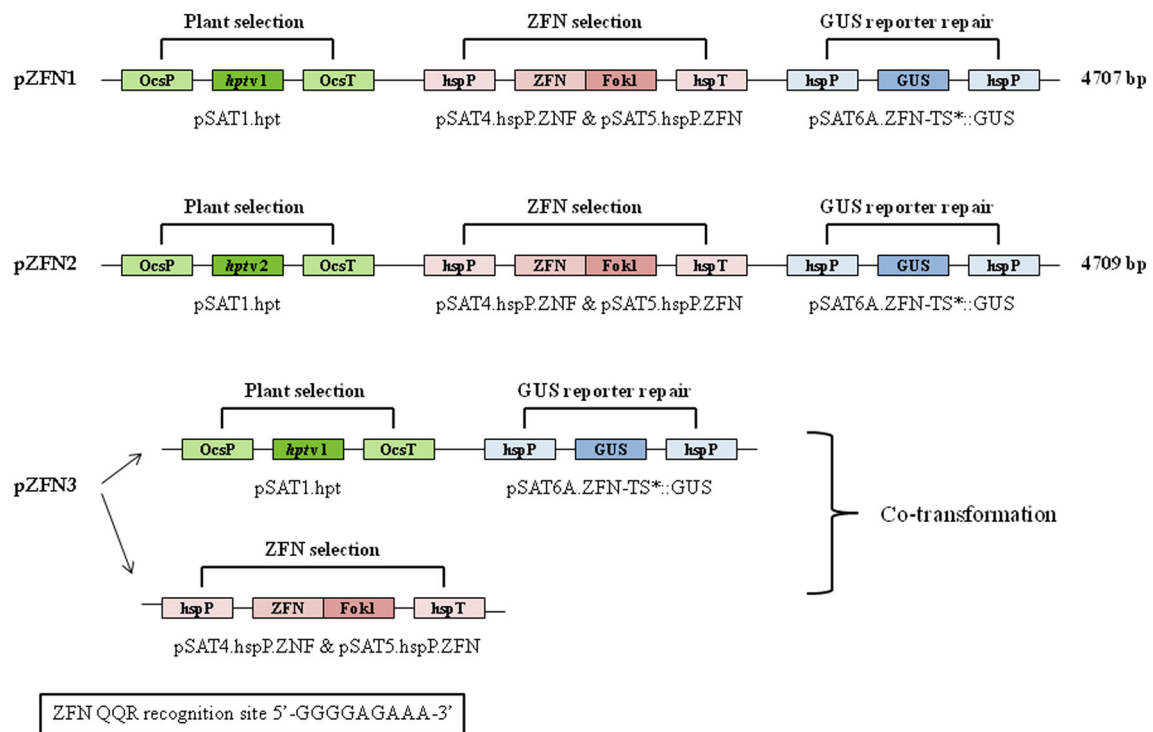 Plant selection ZFN selection GUS reporter repair
pZFN1 OcsP hptv1 OcsT hspP ZFN Fok1 hspT hspP GUS hspP 4707 bp
pSAT1.hpt pSAT4.hspP.ZNF & pSAT5.hspP.ZFN pSAT6A.ZFN-TS*::GUS
Plant selection ZFN selection GUS reporter repair
pZFN2 OcsP hptv2 OcsT hspP ZFN Fok1 hspT hspP GUS hspP 4709 bp
pSAT1.hpt pSAT4.hspP.ZNF & pSAT5.hspP.ZFN pSAT6A.ZFN-TS*::GUS
Plant selection GUS reporter repair
OcsP hptv1 OcsT hspP GUS hspP
pZFN3 pSAT1.hpt pSAT6A.ZFN-TS*::GUS
Co-transformation
ZFN selection
hspP ZFN Fok1 hspT
pSAT4.hspP.ZNF & pSAT5.hspP.ZFN
ZFN QQR recognition site 5’-GGGGAGAAA-3’